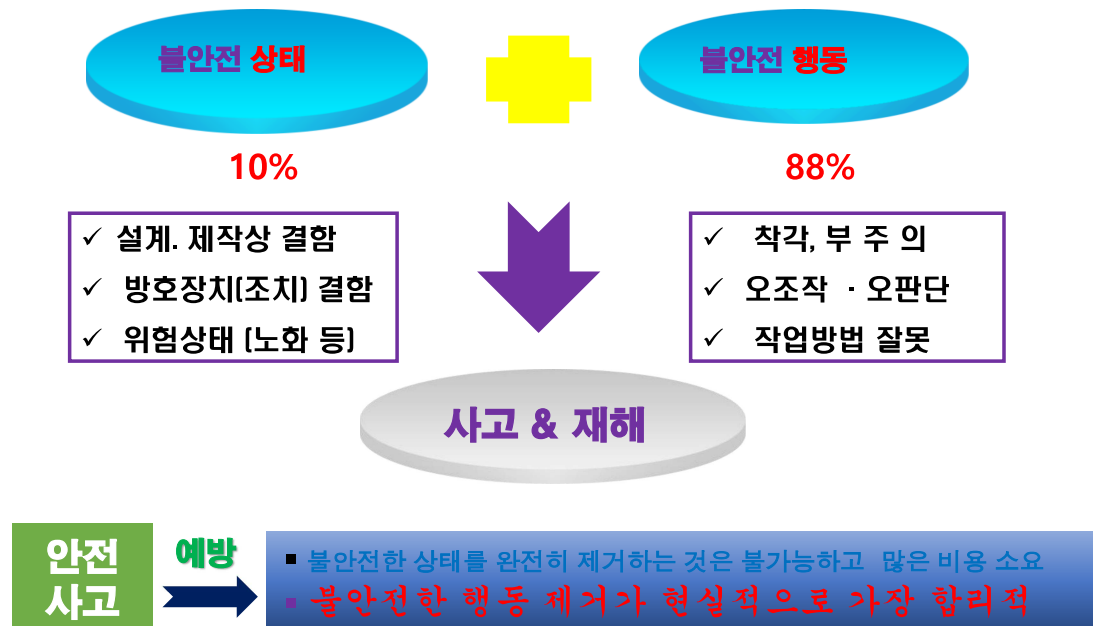 불안전 상태
불안전 행동
10%
88%
✓ 설계. 제작상 결함
✓ 방호장치(조치) 결함
✓ 위험상태 (노화 등)
✓ 착각, 부 주 의
✓ 오조작 · 오판단
✓ 작업방법 잘못
사고 & 재해
안전
사고
예방
▪ 불안전한 상태를 완전히 제거하는 것은 불가능하고 많은 비용 소요
▪ 불안전한 행동 제거가 현실적으로 가장 합리적